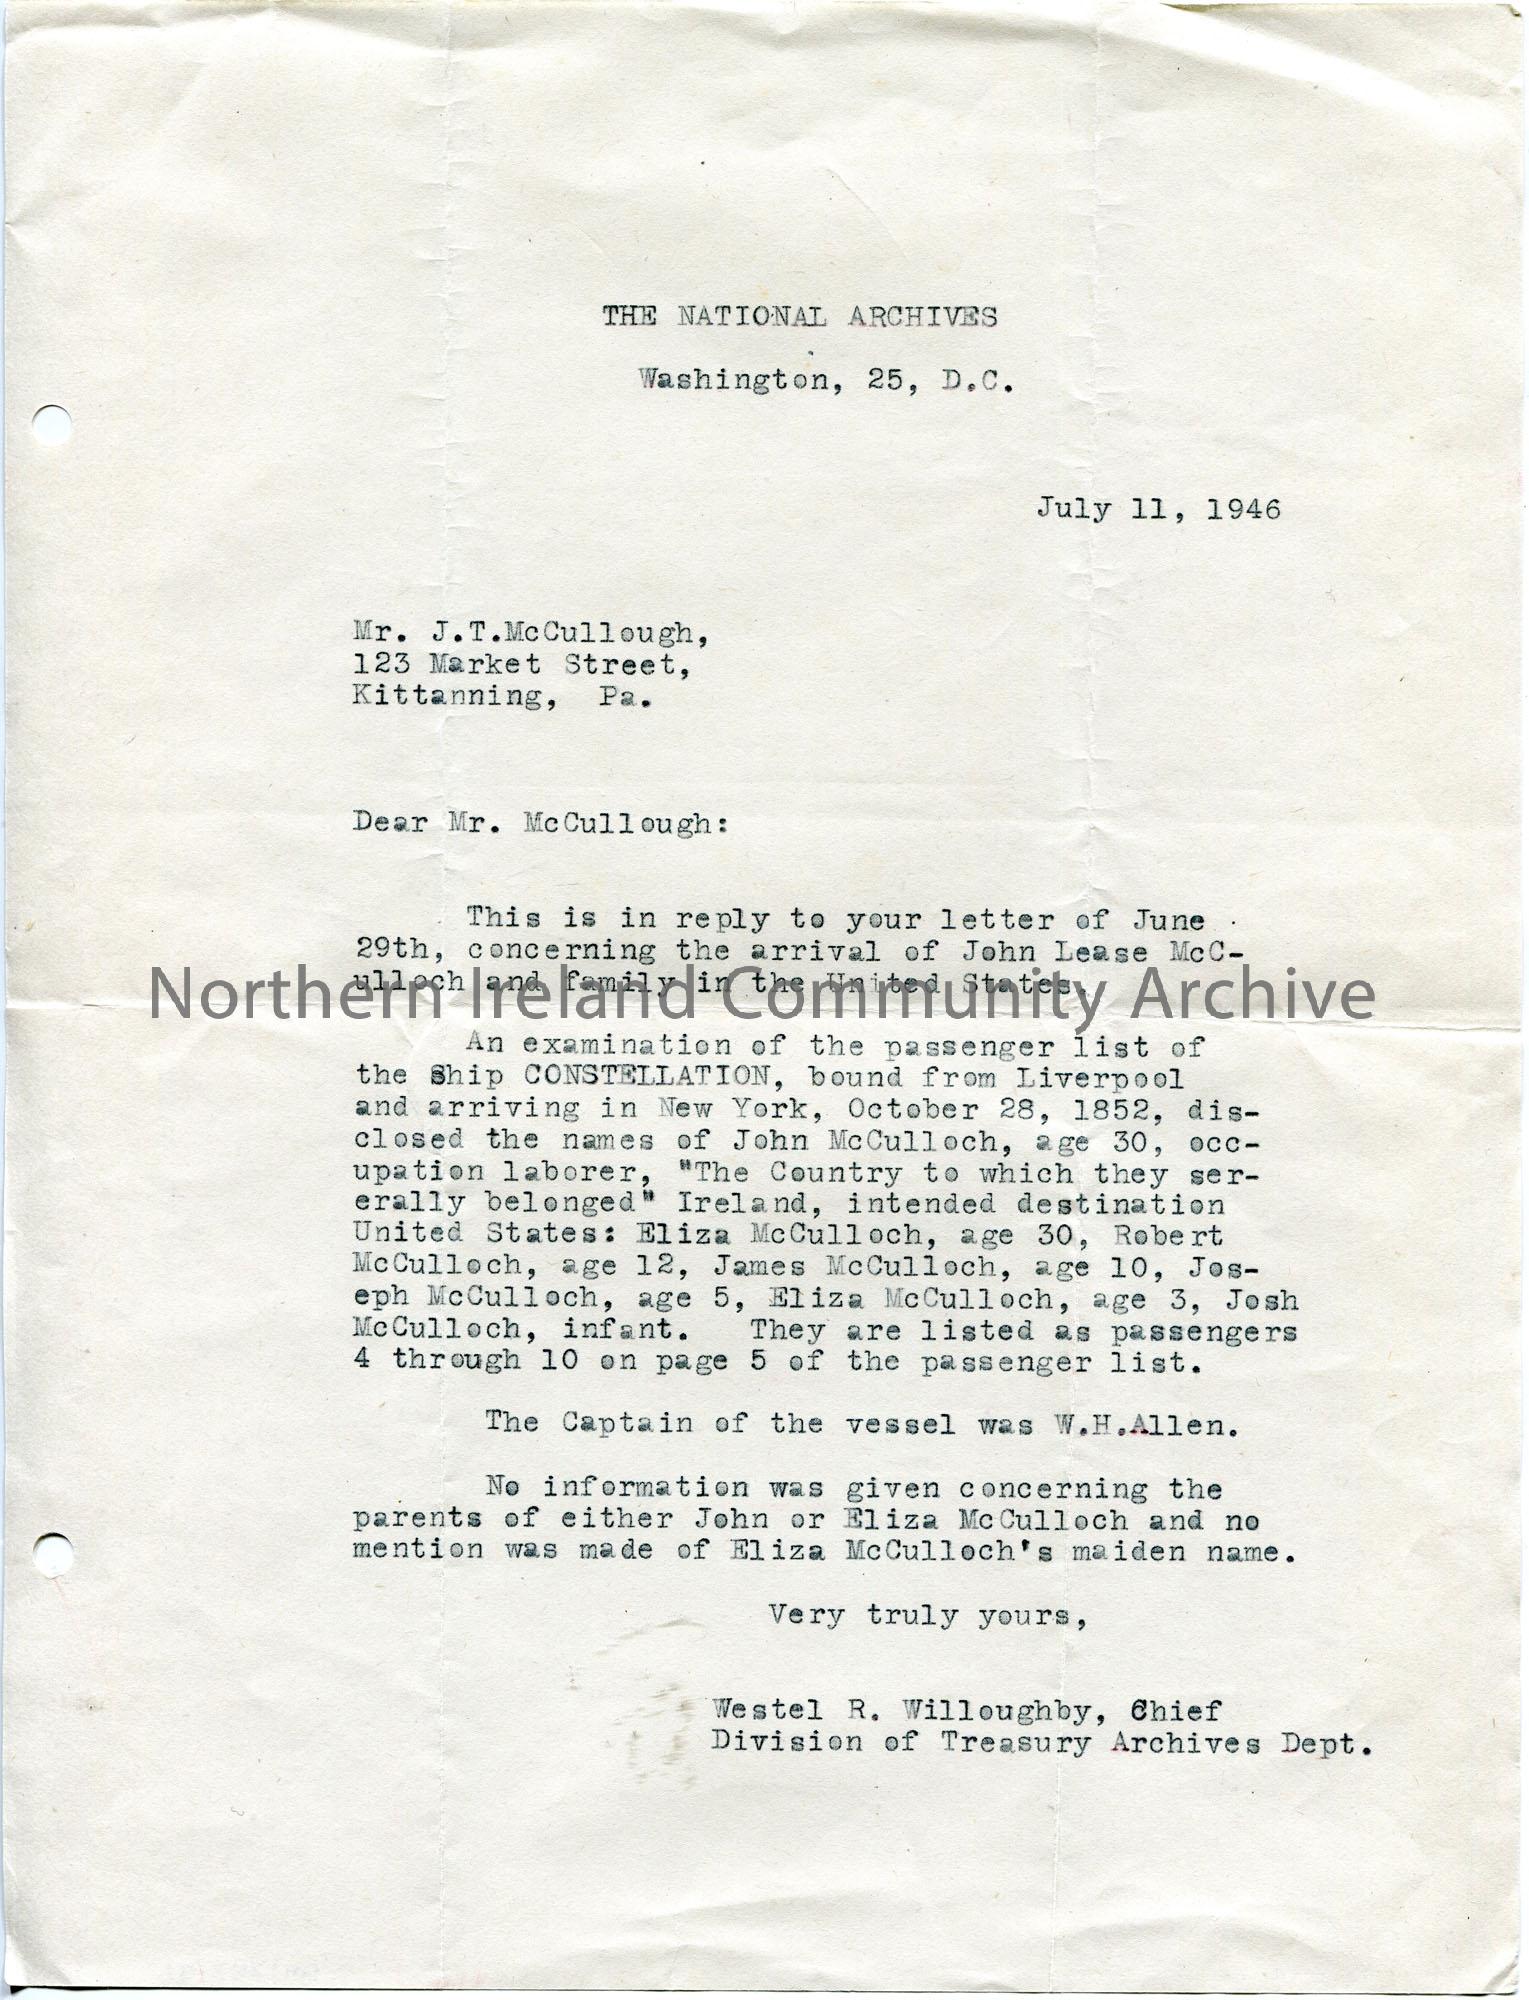 THE NATIONAL ARCHIVES
Washington, 25, D.C.
July 11, 1946
Mr. J.T.McCullough,
123 Market Street,
Kittanning, Pa.
Dear Mr. McCullough:
This is in reply to your letter of June
29th, concerning the arrival of John Lease McC-
ulloch and family in the United States.
Northern Ireland Community Archive
An examination of the passenger list of
the Ship CONSTELLATION, bound from Liverpool
and arriving in New York, October 28, 1852, dis-
closed the names of John McCulloch, age 30, occ-
upation laborer, "The Country to which they ser-
erally belonged" Ireland, intended destination
United States: Eliza McCulloch, age 30, Robert
McCulloch, age 12, James McCulloch, age 10, Jos-
eph McCulloch, age 5, Eliza McCulloch, age 3, Josh
McCulloch, infant. They are listed as passengers
4 through 10 on page 5 of the passenger list.
The Captain of the vessel was W.H.Allen.
No information was given concerning the
parents of either John or Eliza McCulloch and no
mention was made of Eliza McCulloch's maiden name.
Very truly yours,
Westel R. Willoughby, Chief
Division of Treasury Archives Dept.